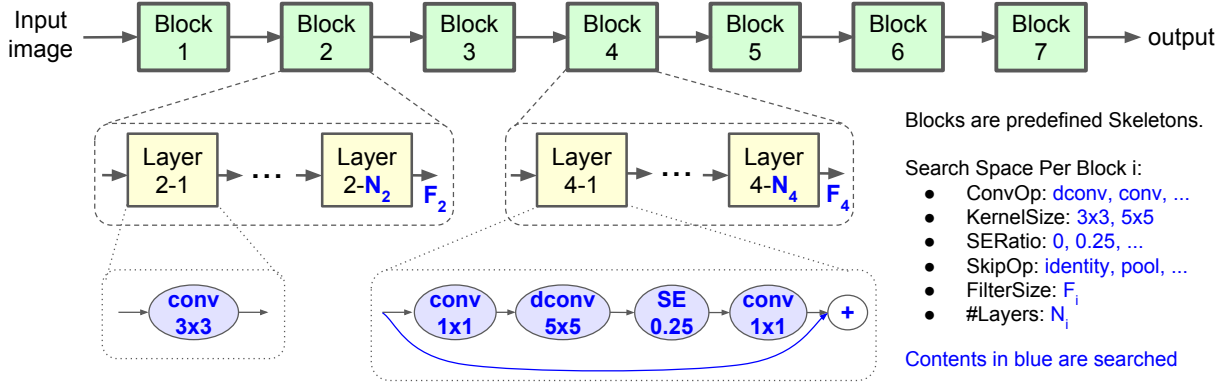 Input
image
Block
1
Block
2
Block
3
Block
4
Block
5
Block
6
Block
7
output
Layer
2-1
...
Layer
2-N₂
F₂
Layer
4-1
...
Layer
4-N₄
F₄
conv
3x3
conv
1x1
dconv
5x5
SE
0.25
conv
1x1
+
Blocks are predefined Skeletons.
Search Space Per Block i:
● ConvOp: dconv, conv, ...
● KernelSize: 3x3, 5x5
● SERatio: 0, 0.25, ...
● SkipOp: identity, pool, ...
● FilterSize: Fᵢ
● #Layers: Nᵢ
Contents in blue are searched